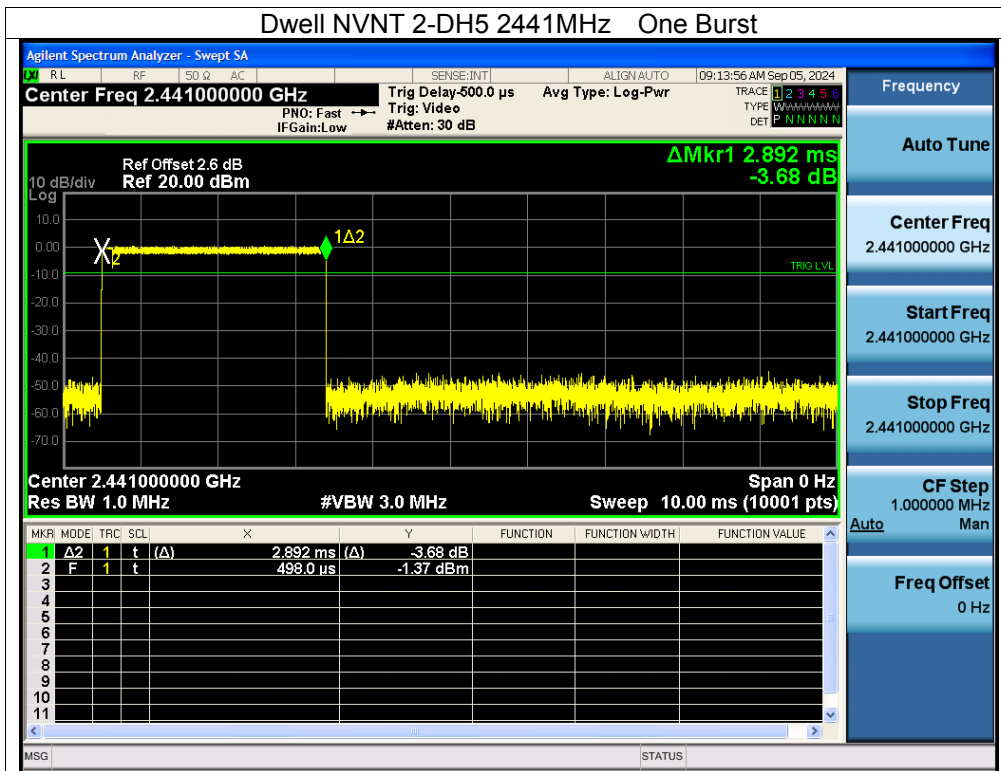 Dwell NVNT 2-DH5 2441MHz One Burst
Agilent Spectrum Analyzer - Swept SA
LXI RL RF 50 Ω AC SENSE:INT ALIGN AUTO 09:13:56 AM Sep 05, 2024
Center Freq 2.441000000 GHz Trig Delay-500.0 µs Avg Type: Log-Pwr TRACE 1 2 3 4 5 6
PNO: Fast Trig: Video TYPE WWWWWW
IFGain:Low #Atten: 30 dB DET P N N N N N
Frequency
Auto Tune
Center Freq
2.441000000 GHz
Start Freq
2.441000000 GHz
Stop Freq
2.441000000 GHz
CF Step
1.000000 MHz
Auto Man
Freq Offset
0 Hz
ΔMkr1 2.892 ms
-3.68 dB
Ref Offset 2.6 dB
10 dB/div Ref 20.00 dBm
Log
10.0
0.00
-10.0
-20.0
-30.0
-40.0
-50.0
-60.0
-70.0
1Δ2
2
TRIG LVL
Center 2.441000000 GHz Span 0 Hz
Res BW 1.0 MHz #VBW 3.0 MHz Sweep 10.00 ms (10001 pts)
MKR MODE TRC SCL X Y FUNCTION FUNCTION WIDTH FUNCTION VALUE
1 Δ2 1 t (Δ) 2.892 ms (Δ) -3.68 dB
2 F 1 t 498.0 µs -1.37 dBm
3
4
5
6
7
8
9
10
11
MSG STATUS